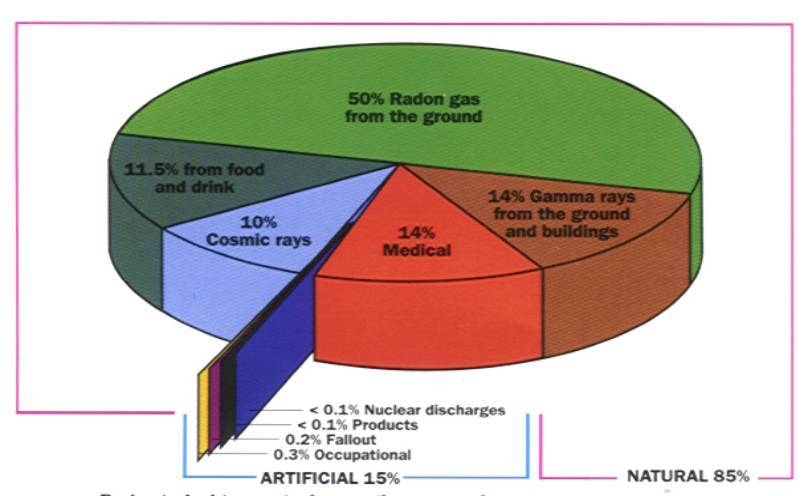 50% Radon gas
from the ground
11.5% from food
and drink
14% Gamma rays
from the ground
and buildings
10%
Cosmic rays
14%
Medical
< 0.1% Nuclear discharges
< 0.1% Products
0.2% Fallout
0.3% Occupational
ARTIFICIAL 15%
NATURAL 85%